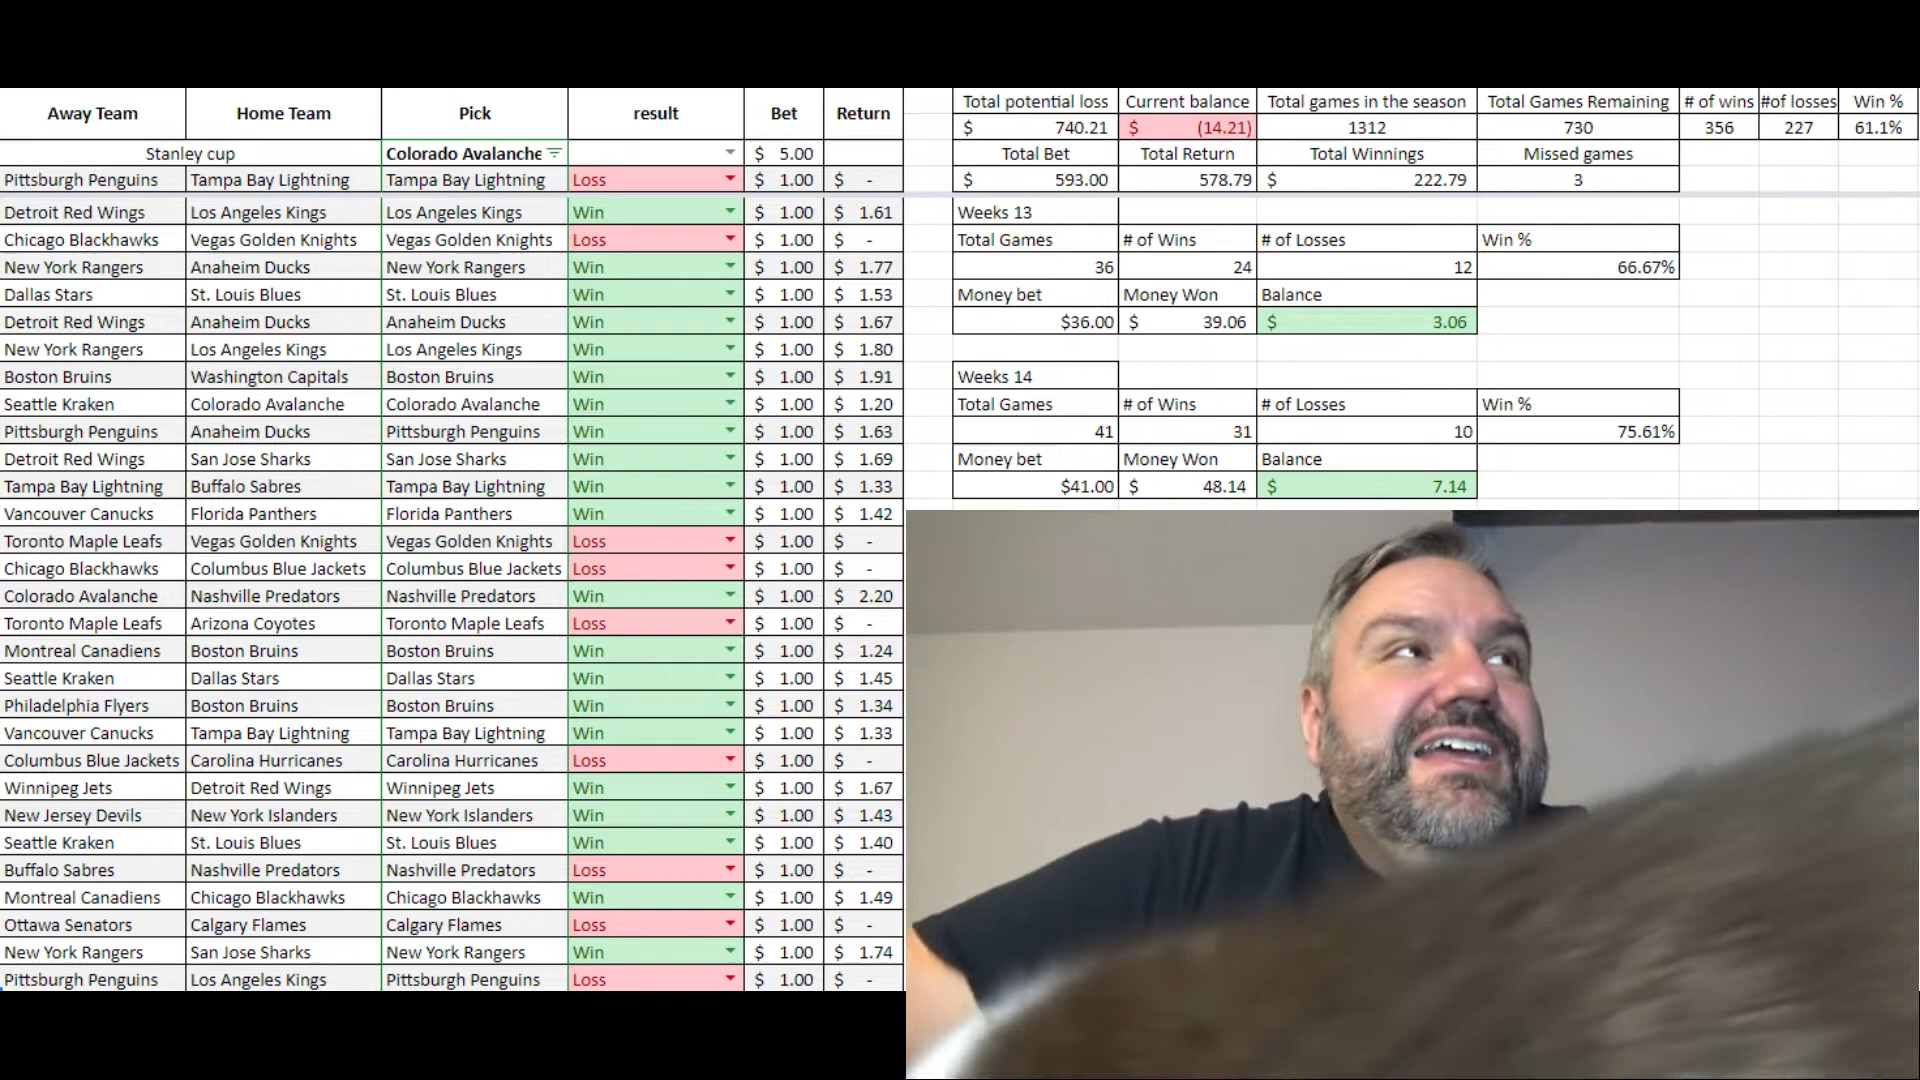 Away Team Home Team Pick result Bet Return
Stanley cup Colorado Avalanche $ 5.00
Pittsburgh Penguins Tampa Bay Lightning Tampa Bay Lightning Loss $ 1.00 $ -
Detroit Red Wings Los Angeles Kings Los Angeles Kings Win $ 1.00 $ 1.61
Chicago Blackhawks Vegas Golden Knights Vegas Golden Knights Loss $ 1.00 $ -
New York Rangers Anaheim Ducks New York Rangers Win $ 1.00 $ 1.77
Dallas Stars St. Louis Blues St. Louis Blues Win $ 1.00 $ 1.53
Detroit Red Wings Anaheim Ducks Anaheim Ducks Win $ 1.00 $ 1.67
New York Rangers Los Angeles Kings Los Angeles Kings Win $ 1.00 $ 1.80
Boston Bruins Washington Capitals Boston Bruins Win $ 1.00 $ 1.91
Seattle Kraken Colorado Avalanche Colorado Avalanche Win $ 1.00 $ 1.20
Pittsburgh Penguins Anaheim Ducks Pittsburgh Penguins Win $ 1.00 $ 1.63
Detroit Red Wings San Jose Sharks San Jose Sharks Win $ 1.00 $ 1.69
Tampa Bay Lightning Buffalo Sabres Tampa Bay Lightning Win $ 1.00 $ 1.33
Vancouver Canucks Florida Panthers Florida Panthers Win $ 1.00 $ 1.42
Toronto Maple Leafs Vegas Golden Knights Vegas Golden Knights Loss $ 1.00 $ -
Chicago Blackhawks Columbus Blue Jackets Columbus Blue Jackets Loss $ 1.00 $ -
Colorado Avalanche Nashville Predators Nashville Predators Win $ 1.00 $ 2.20
Toronto Maple Leafs Arizona Coyotes Toronto Maple Leafs Loss $ 1.00 $ -
Montreal Canadiens Boston Bruins Boston Bruins Win $ 1.00 $ 1.24
Seattle Kraken Dallas Stars Dallas Stars Win $ 1.00 $ 1.45
Philadelphia Flyers Boston Bruins Boston Bruins Win $ 1.00 $ 1.34
Vancouver Canucks Tampa Bay Lightning Tampa Bay Lightning Win $ 1.00 $ 1.33
Columbus Blue Jackets Carolina Hurricanes Carolina Hurricanes Loss $ 1.00 $ -
Winnipeg Jets Detroit Red Wings Winnipeg Jets Win $ 1.00 $ 1.67
New Jersey Devils New York Islanders New York Islanders Win $ 1.00 $ 1.43
Seattle Kraken St. Louis Blues St. Louis Blues Win $ 1.00 $ 1.40
Buffalo Sabres Nashville Predators Nashville Predators Loss $ 1.00 $ -
Montreal Canadiens Chicago Blackhawks Chicago Blackhawks Win $ 1.00 $ 1.49
Ottawa Senators Calgary Flames Calgary Flames Loss $ 1.00 $ -
New York Rangers San Jose Sharks New York Rangers Win $ 1.00 $ 1.74
Pittsburgh Penguins Los Angeles Kings Pittsburgh Penguins Loss $ 1.00 $ -
Total potential loss Current balance Total games in the season Total Games Remaining # of wins #of losses Win %
$ 740.21 $ (14.21) 1312 730 356 227 61.1%
Total Bet Total Return Total Winnings Missed games
$ 593.00 578.79 $ 222.79 3
Weeks 13
Total Games # of Wins # of Losses Win %
36 24 12 66.67%
Money bet Money Won Balance
$36.00 $ 39.06 $ 3.06
Weeks 14
Total Games # of Wins # of Losses Win %
41 31 10 75.61%
Money bet Money Won Balance
$41.00 $ 48.14 $ 7.14